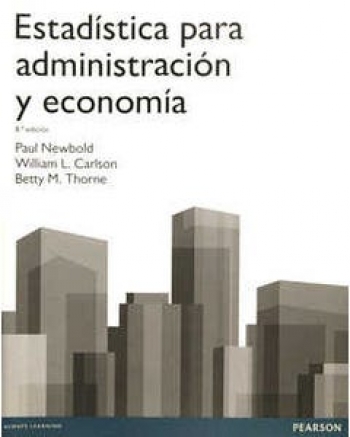 Estadística para
administración
y economía
8.ª edición
Paul Newbold
William L. Carlson
Betty M. Thorne
ALWAYS LEARNING
PEARSON